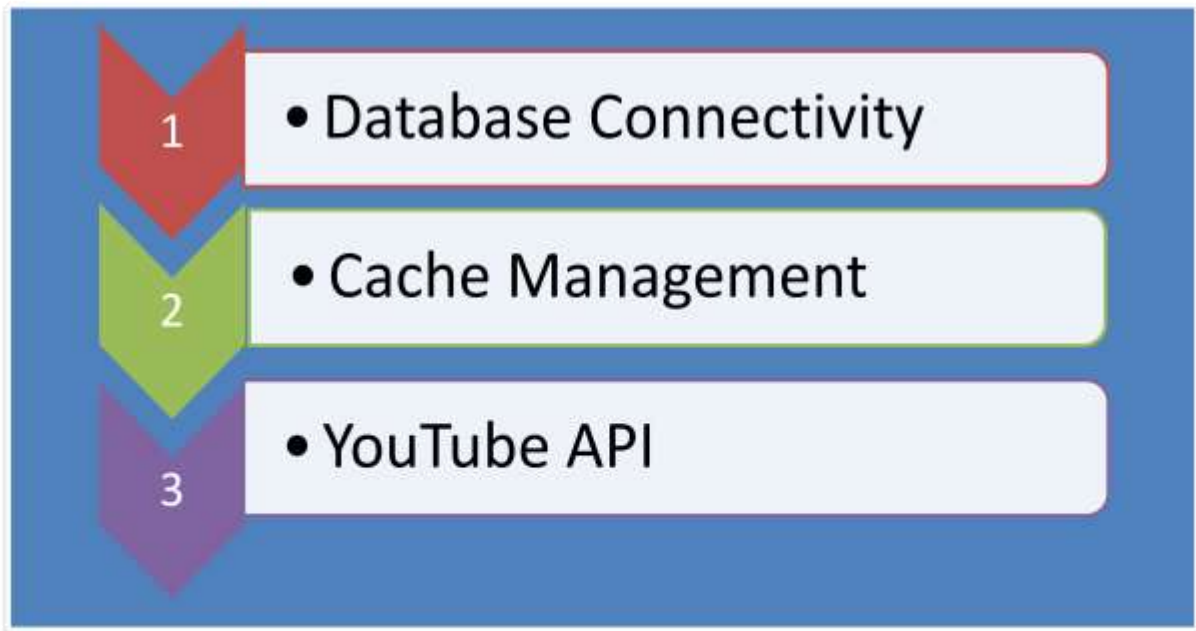 1
• Database Connectivity
2
• Cache Management
3
• YouTube API